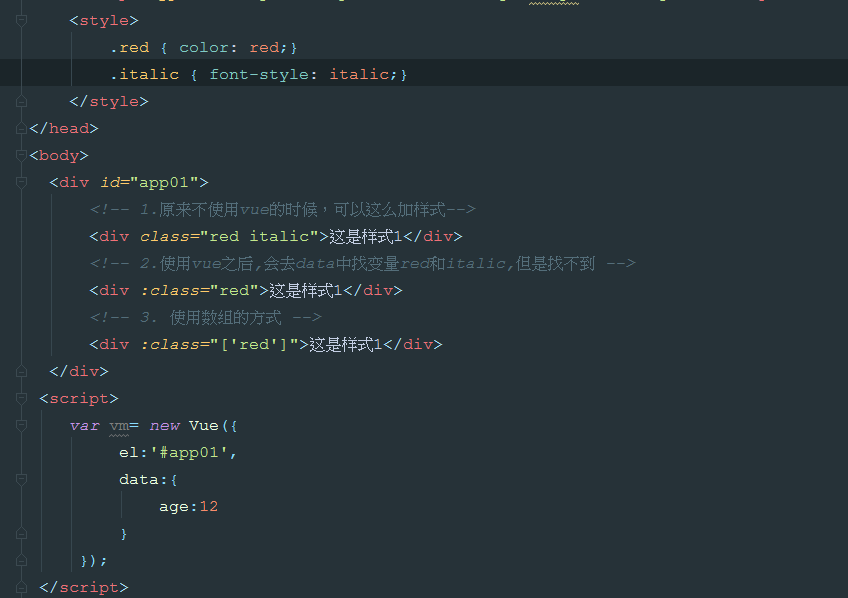 <style>
.red { color: red;}
.italic { font-style: italic;}
</style>
</head>
<body>
<div id="app01">
<!-- 1.原来不使用vue的时候，可以这么加样式-->
<div class="red italic">这是样式1</div>
<!-- 2.使用vue之后,会去data中找变量red和italic,但是找不到 -->
<div :class="red">这是样式1</div>
<!-- 3. 使用数组的方式 -->
<div :class="['red']">这是样式1</div>
</div>
<script>
var vm= new Vue({
el:'#app01',
data:{
age:12
}
});
</script>